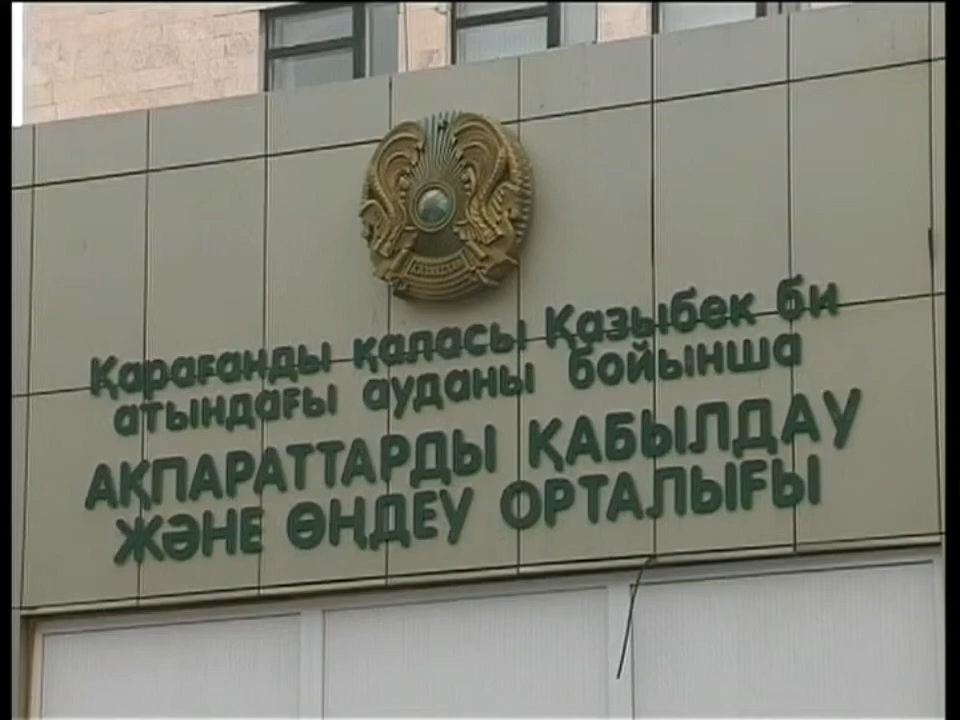 Қарағанды қаласы Қазыбек би
атындағы ауданы бойынша
АҚПАРАТТАРДЫ ҚАБЫЛДАУ
ЖӘНЕ ӨҢДЕУ ОРТАЛЫҒЫ